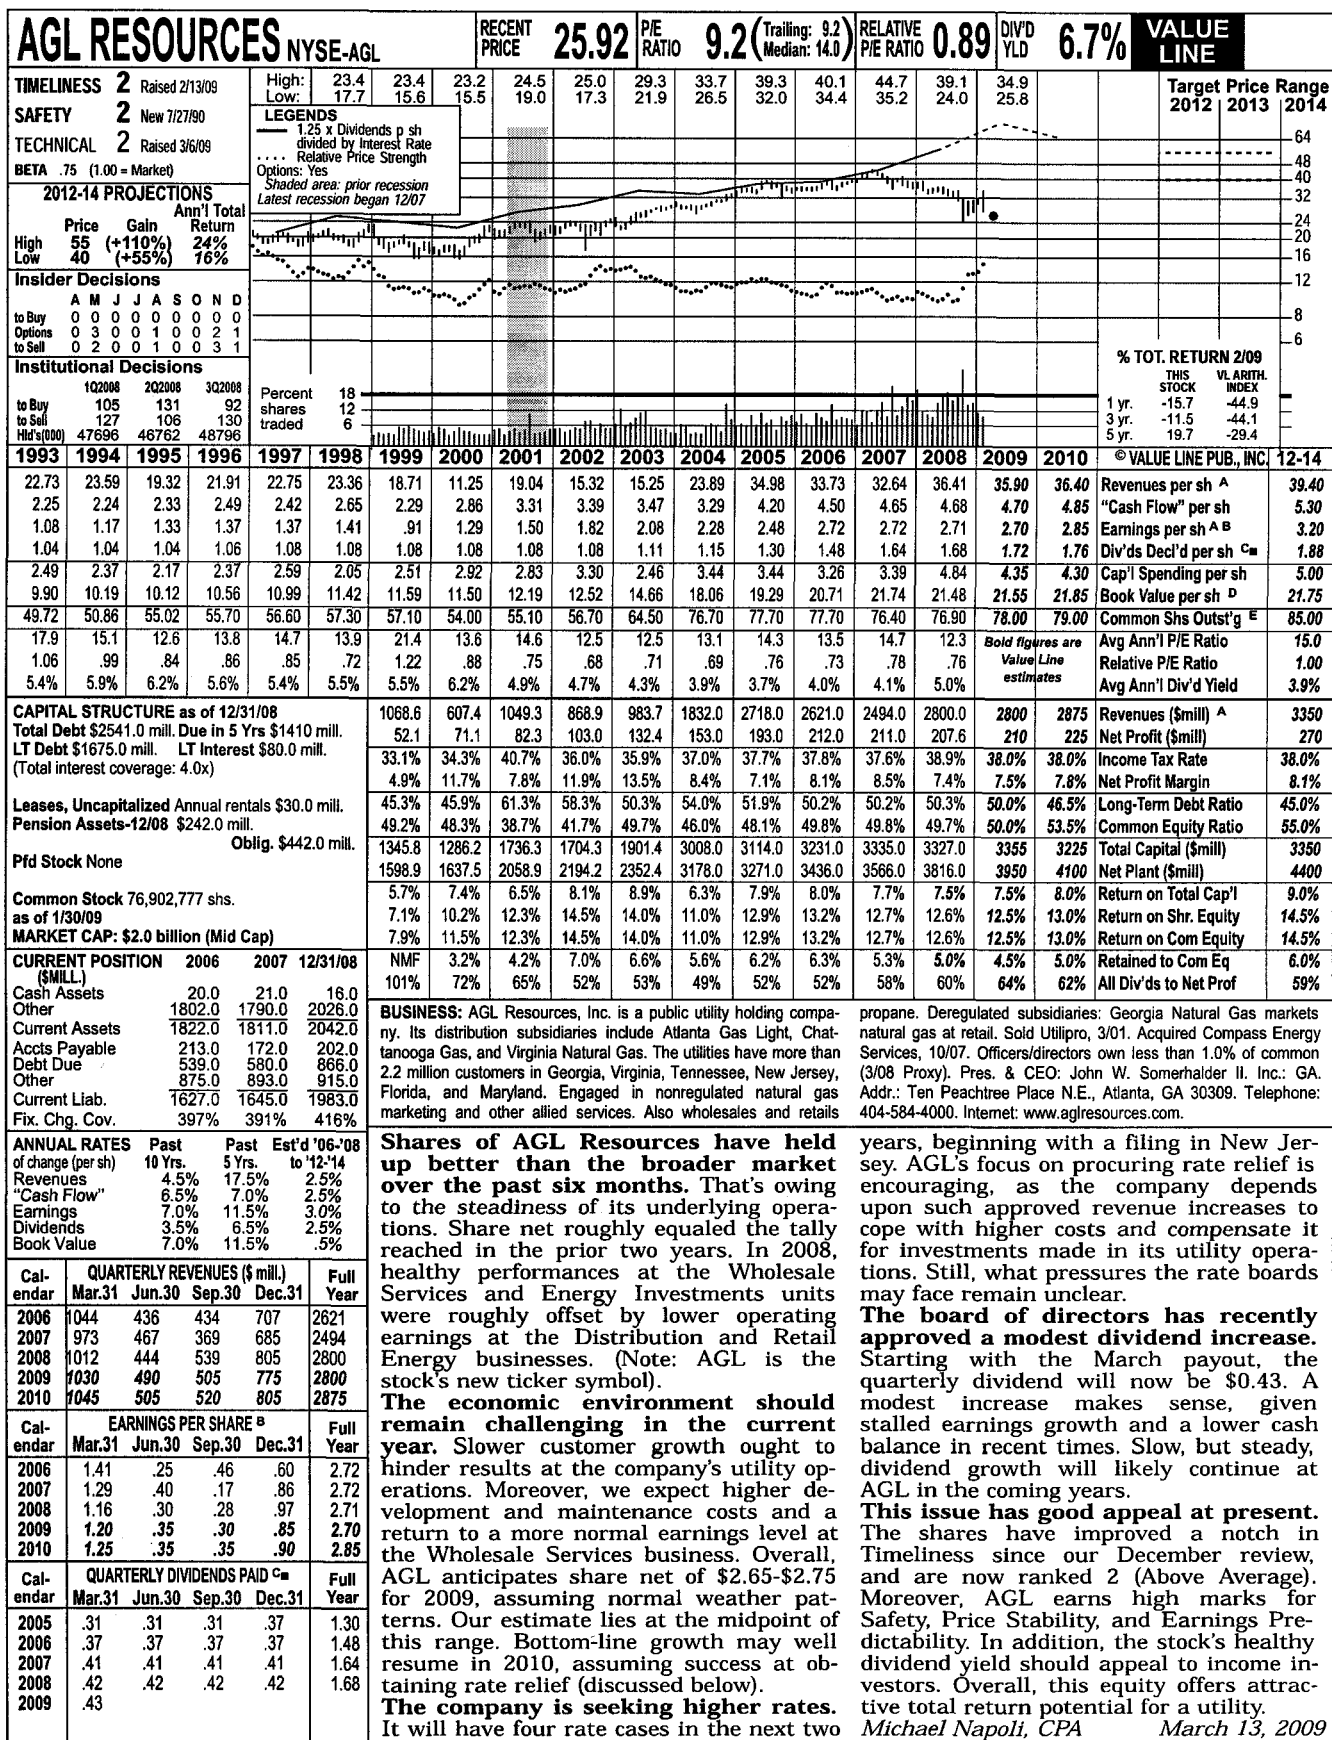 AGL RESOURCES NYSE-AGL
RECENT PRICE 25.92
P/E RATIO 9.2 (Trailing: 9.2 Median: 14.0)
RELATIVE P/E RATIO 0.89
DIV'D YLD 6.7%
VALUE LINE
TIMELINESS 2 Raised 2/13/09
SAFETY 2 New 7/27/90
TECHNICAL 2 Raised 3/6/09
BETA .75 (1.00 = Market)
2012-14 PROJECTIONS
Ann'l Total
Price Gain Return
High 55 (+110%) 24%
Low 40 (+55%) 16%
Insider Decisions
A M J J A S O N D
to Buy 0 0 0 0 0 0 0 0 0
Options 0 3 0 0 1 0 0 2 1
to Sell 0 2 0 0 1 0 0 3 1
Institutional Decisions
1Q2008 2Q2008 3Q2008
to Buy 105 131 92
to Sell 127 106 130
Hld's(000) 47696 46762 48796
High: 23.4 23.4 23.2 24.5 25.0 29.3 33.7 39.3 40.1 44.7 39.1 34.9
Low: 17.7 15.6 15.5 19.0 17.3 21.9 26.5 32.0 34.4 35.2 24.0 25.8
LEGENDS
1.25 x Dividends p sh
divided by Interest Rate
.... Relative Price Strength
Options: Yes
Shaded area: prior recession
Latest recession began 12/07
Target Price Range
2012 2013 2014
64
48
40
32
24
20
16
12
8
6
Percent 18
shares 12
traded 6
% TOT. RETURN 2/09
THIS VL ARITH.
STOCK INDEX
1 yr. -15.7 -44.9
3 yr. -11.5 -44.1
5 yr. 19.7 -29.4
1993 1994 1995 1996 1997 1998 1999 2000 2001 2002 2003 2004 2005 2006 2007 2008 2009 2010 © VALUE LINE PUB., INC. 12-14
22.73 23.59 19.32 21.91 22.75 23.36 18.71 11.25 19.04 15.32 15.25 23.89 34.98 33.73 32.64 36.41 35.90 36.40 Revenues per sh A 39.40
2.25 2.24 2.33 2.49 2.42 2.65 2.29 2.86 3.31 3.39 3.47 3.29 4.20 4.50 4.65 4.68 4.70 4.85 "Cash Flow" per sh 5.30
1.08 1.17 1.33 1.37 1.37 1.41 .91 1.29 1.50 1.82 2.08 2.28 2.48 2.72 2.72 2.71 2.70 2.85 Earnings per sh A B 3.20
1.04 1.04 1.04 1.06 1.08 1.08 1.08 1.08 1.08 1.08 1.11 1.15 1.30 1.48 1.64 1.68 1.72 1.76 Div'ds Decl'd per sh C■ 1.88
2.49 2.37 2.17 2.37 2.59 2.05 2.51 2.92 2.83 3.30 2.46 3.44 3.44 3.26 3.39 4.84 4.35 4.30 Cap'l Spending per sh 5.00
9.90 10.19 10.12 10.56 10.99 11.42 11.59 11.50 12.19 12.52 14.66 18.06 19.29 20.71 21.74 21.48 21.55 21.85 Book Value per sh D 21.75
49.72 50.86 55.02 55.70 56.60 57.30 57.10 54.00 55.10 56.70 64.50 76.70 77.70 77.70 76.40 76.90 78.00 79.00 Common Shs Outst'g E 85.00
17.9 15.1 12.6 13.8 14.7 13.9 21.4 13.6 14.6 12.5 12.5 13.1 14.3 13.5 14.7 12.3 Bold figures are Avg Ann'l P/E Ratio 15.0
1.06 .99 .84 .86 .85 .72 1.22 .88 .75 .68 .71 .69 .76 .73 .78 .76 Value Line Relative P/E Ratio 1.00
5.4% 5.9% 6.2% 5.6% 5.4% 5.5% 5.5% 6.2% 4.9% 4.7% 4.3% 3.9% 3.7% 4.0% 4.1% 5.0% estimates Avg Ann'l Div'd Yield 3.9%
CAPITAL STRUCTURE as of 12/31/08
Total Debt $2541.0 mill. Due in 5 Yrs $1410 mill.
LT Debt $1675.0 mill. LT Interest $80.0 mill.
(Total interest coverage: 4.0x)
Leases, Uncapitalized Annual rentals $30.0 mill.
Pension Assets-12/08 $242.0 mill.
Oblig. $442.0 mill.
Pfd Stock None
Common Stock 76,902,777 shs.
as of 1/30/09
MARKET CAP: $2.0 billion (Mid Cap)
1068.6 607.4 1049.3 868.9 983.7 1832.0 2718.0 2621.0 2494.0 2800.0 2800 2875 Revenues ($mill) A 3350
52.1 71.1 82.3 103.0 132.4 153.0 193.0 212.0 211.0 207.6 210 225 Net Profit ($mill) 270
33.1% 34.3% 40.7% 36.0% 35.9% 37.0% 37.7% 37.8% 37.6% 38.9% 38.0% 38.0% Income Tax Rate 38.0%
4.9% 11.7% 7.8% 11.9% 13.5% 8.4% 7.1% 8.1% 8.5% 7.4% 7.5% 7.8% Net Profit Margin 8.1%
45.3% 45.9% 61.3% 58.3% 50.3% 54.0% 51.9% 50.2% 50.2% 50.3% 50.0% 46.5% Long-Term Debt Ratio 45.0%
49.2% 48.3% 38.7% 41.7% 49.7% 46.0% 48.1% 49.8% 49.8% 49.7% 50.0% 53.5% Common Equity Ratio 55.0%
1345.8 1286.2 1736.3 1704.3 1901.4 3008.0 3114.0 3231.0 3335.0 3327.0 3355 3225 Total Capital ($mill) 3350
1598.9 1637.5 2058.9 2194.2 2352.4 3178.0 3271.0 3436.0 3566.0 3816.0 3950 4100 Net Plant ($mill) 4400
5.7% 7.4% 6.5% 8.1% 8.9% 6.3% 7.9% 8.0% 7.7% 7.5% 7.5% 8.0% Return on Total Cap'l 9.0%
7.1% 10.2% 12.3% 14.5% 14.0% 11.0% 12.9% 13.2% 12.7% 12.6% 12.5% 13.0% Return on Shr. Equity 14.5%
7.9% 11.5% 12.3% 14.5% 14.0% 11.0% 12.9% 13.2% 12.7% 12.6% 12.5% 13.0% Return on Com Equity 14.5%
NMF 3.2% 4.2% 7.0% 6.6% 5.6% 6.2% 6.3% 5.3% 5.0% 4.5% 5.0% Retained to Com Eq 6.0%
101% 72% 65% 52% 53% 49% 52% 52% 58% 60% 64% 62% All Div'ds to Net Prof 59%
CURRENT POSITION 2006 2007 12/31/08
($MILL.)
Cash Assets 20.0 21.0 16.0
Other 1802.0 1790.0 2026.0
Current Assets 1822.0 1811.0 2042.0
Accts Payable 213.0 172.0 202.0
Debt Due 539.0 580.0 866.0
Other 875.0 893.0 915.0
Current Liab. 1627.0 1645.0 1983.0
Fix. Chg. Cov. 397% 391% 416%
ANNUAL RATES Past Past Est'd '06-'08
of change (per sh) 10 Yrs. 5 Yrs. to '12-'14
Revenues 4.5% 17.5% 2.5%
"Cash Flow" 6.5% 7.0% 2.5%
Earnings 7.0% 11.5% 3.0%
Dividends 3.5% 6.5% 2.5%
Book Value 7.0% 11.5% .5%
Cal- QUARTERLY REVENUES ($ mill.) Full
endar Mar.31 Jun.30 Sep.30 Dec.31 Year
2006 1044 436 434 707 2621
2007 973 467 369 685 2494
2008 1012 444 539 805 2800
2009 1030 490 505 775 2800
2010 1045 505 520 805 2875
Cal- EARNINGS PER SHARE B Full
endar Mar.31 Jun.30 Sep.30 Dec.31 Year
2006 1.41 .25 .46 .60 2.72
2007 1.29 .40 .17 .86 2.72
2008 1.16 .30 .28 .97 2.71
2009 1.20 .35 .30 .85 2.70
2010 1.25 .35 .35 .90 2.85
Cal- QUARTERLY DIVIDENDS PAID C■ Full
endar Mar.31 Jun.30 Sep.30 Dec.31 Year
2005 .31 .31 .31 .37 1.30
2006 .37 .37 .37 .37 1.48
2007 .41 .41 .41 .41 1.64
2008 .42 .42 .42 .42 1.68
2009 .43
BUSINESS: AGL Resources, Inc. is a public utility holding compa-
ny. Its distribution subsidiaries include Atlanta Gas Light, Chat-
tanooga Gas, and Virginia Natural Gas. The utilities have more than
2.2 million customers in Georgia, Virginia, Tennessee, New Jersey,
Florida, and Maryland. Engaged in nonregulated natural gas
marketing and other allied services. Also wholesales and retails
propane. Deregulated subsidiaries: Georgia Natural Gas markets
natural gas at retail. Sold Utilipro, 3/01. Acquired Compass Energy
Services, 10/07. Officers/directors own less than 1.0% of common
(3/08 Proxy). Pres. & CEO: John W. Somerhalder II. Inc.: GA.
Addr.: Ten Peachtree Place N.E., Atlanta, GA 30309. Telephone:
404-584-4000. Internet: www.aglresources.com.
Shares of AGL Resources have held
up better than the broader market
over the past six months. That's owing
to the steadiness of its underlying opera-
tions. Share net roughly equaled the tally
reached in the prior two years. In 2008,
healthy performances at the Wholesale
Services and Energy Investments units
were roughly offset by lower operating
earnings at the Distribution and Retail
Energy businesses. (Note: AGL is the
stock's new ticker symbol).
The economic environment should
remain challenging in the current
year. Slower customer growth ought to
hinder results at the company's utility op-
erations. Moreover, we expect higher de-
velopment and maintenance costs and a
return to a more normal earnings level at
the Wholesale Services business. Overall,
AGL anticipates share net of $2.65-$2.75
for 2009, assuming normal weather pat-
terns. Our estimate lies at the midpoint of
this range. Bottom-line growth may well
resume in 2010, assuming success at ob-
taining rate relief (discussed below).
The company is seeking higher rates.
It will have four rate cases in the next two
years, beginning with a filing in New Jer-
sey. AGL's focus on procuring rate relief is
encouraging, as the company depends
upon such approved revenue increases to
cope with higher costs and compensate it
for investments made in its utility opera-
tions. Still, what pressures the rate boards
may face remain unclear.
The board of directors has recently
approved a modest dividend increase.
Starting with the March payout, the
quarterly dividend will now be $0.43. A
modest increase makes sense, given
stalled earnings growth and a lower cash
balance in recent times. Slow, but steady,
dividend growth will likely continue at
AGL in the coming years.
This issue has good appeal at present.
The shares have improved a notch in
Timeliness since our December review,
and are now ranked 2 (Above Average).
Moreover, AGL earns high marks for
Safety, Price Stability, and Earnings Pre-
dictability. In addition, the stock's healthy
dividend yield should appeal to income in-
vestors. Overall, this equity offers attrac-
tive total return potential for a utility.
Michael Napoli, CPA March 13, 2009